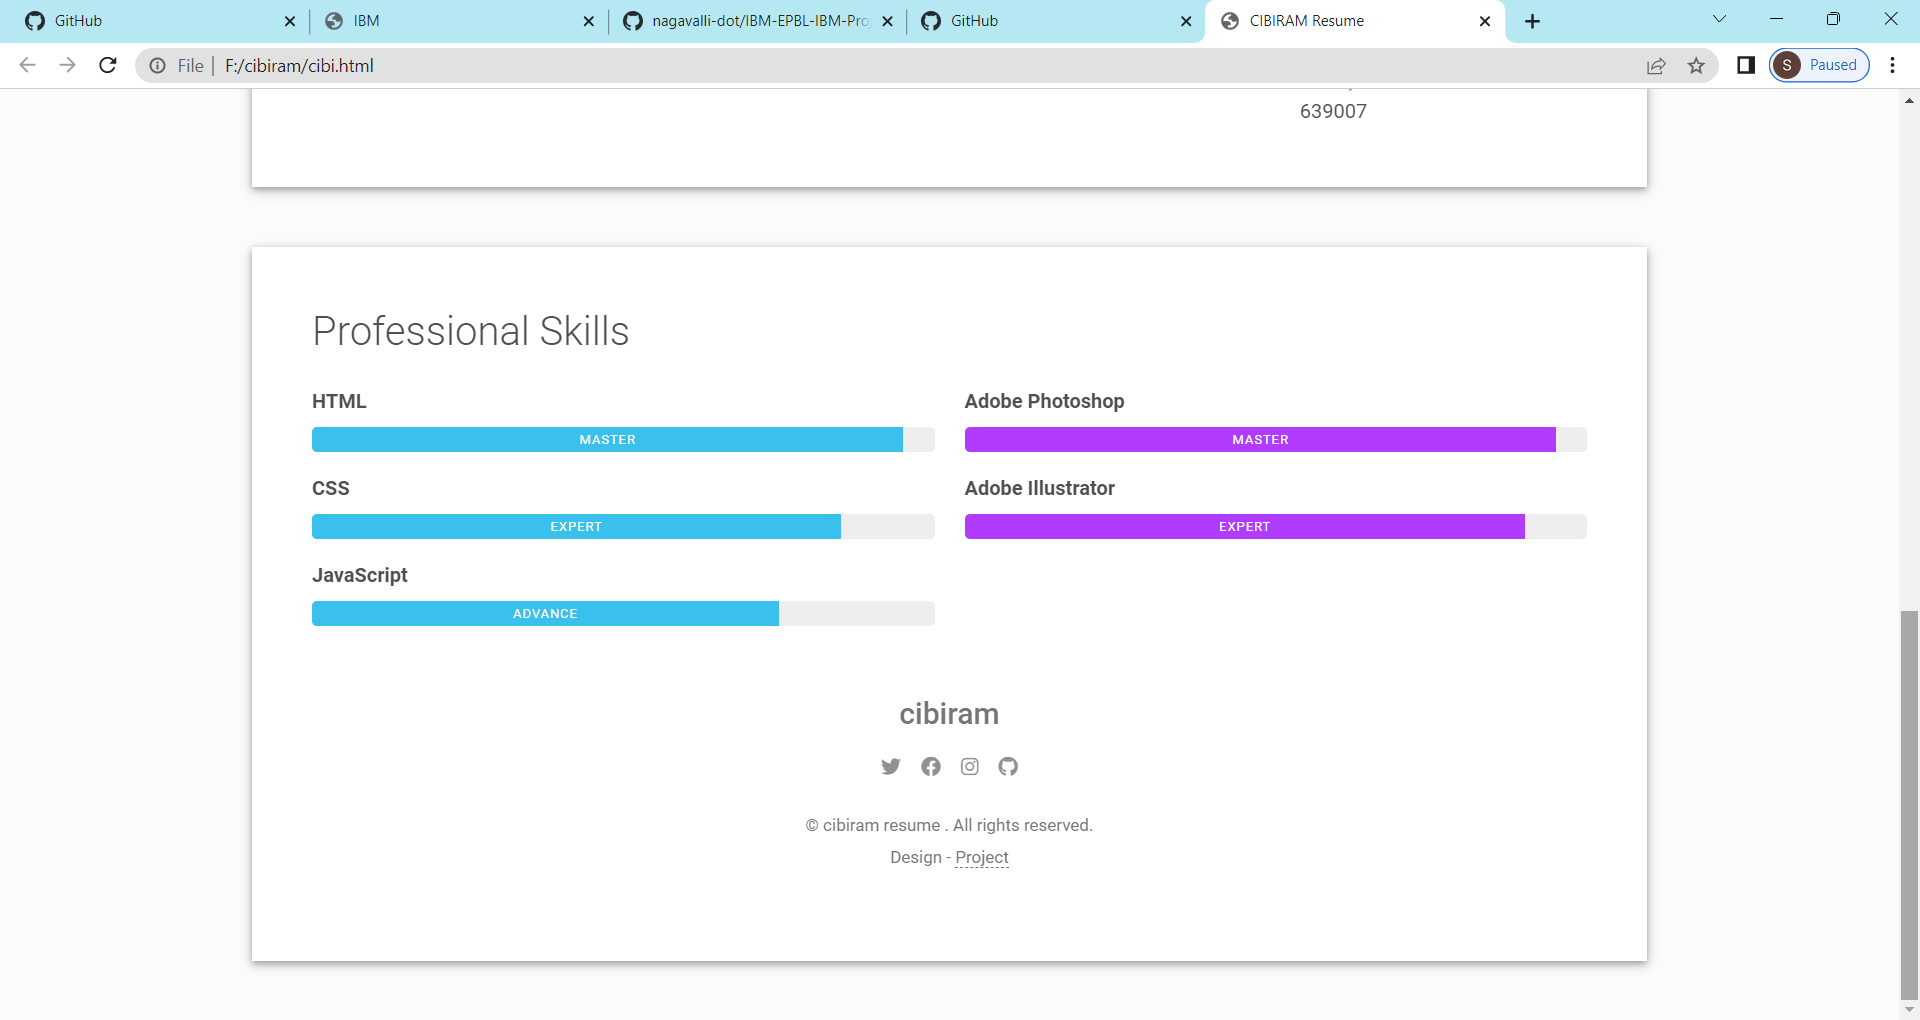 GitHub
IBM
nagavalli-dot/IBM-EPBL-IBM-Pro
GitHub
CIBIRAM Resume
File | F:/cibiram/cibi.html
S Paused
639007
Professional Skills
HTML
MASTER
Adobe Photoshop
MASTER
CSS
EXPERT
Adobe Illustrator
EXPERT
JavaScript
ADVANCE
cibiram
© cibiram resume . All rights reserved.
Design - Project